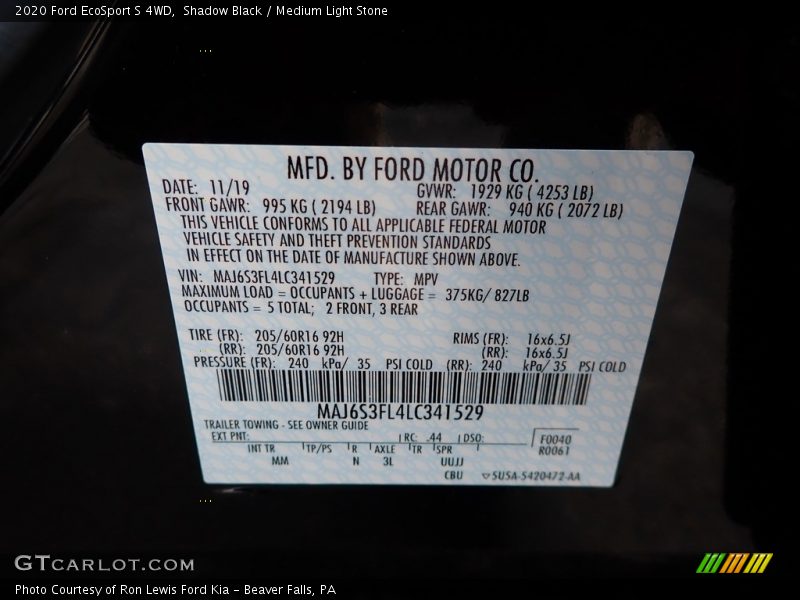 2020 Ford EcoSport S 4WD,  Shadow Black / Medium Light Stone
MFD. BY FORD MOTOR CO.
DATE: 11/19 GVWR: 1929 KG ( 4253 LB)
FRONT GAWR: 995 KG ( 2194 LB) REAR GAWR: 940 KG ( 2072 LB)
THIS VEHICLE CONFORMS TO ALL APPLICABLE FEDERAL MOTOR
VEHICLE SAFETY AND THEFT PREVENTION STANDARDS
IN EFFECT ON THE DATE OF MANUFACTURE SHOWN ABOVE.
VIN: MAJ6S3FL4LC341529 TYPE: MPV
MAXIMUM LOAD = OCCUPANTS + LUGGAGE = 375KG/ 827LB
OCCUPANTS = 5 TOTAL; 2 FRONT, 3 REAR
TIRE (FR): 205/60R16 92H RIMS (FR): 16x6.5J
(RR): 205/60R16 92H (RR): 16x6.5J
PRESSURE (FR): 240 kPa/ 35 PSI COLD (RR): 240 kPa/ 35 PSI COLD
MAJ6S3FL4LC341529
TRAILER TOWING - SEE OWNER GUIDE
EXT PNT: RC: .44 DSO: F0040
R0061
INT TR TP/PS R AXLE TR SPR
MM N 3L UUJJ
CBU 5U5A-5420472-AA
GTCARLOT.COM
Photo Courtesy of Ron Lewis Ford Kia – Beaver Falls, PA